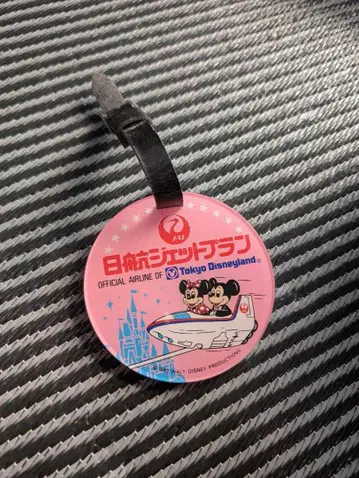 JAL
日航ジェットプラン
OFFICIAL AIRLINE OF Tokyo Disneyland®
WALT DISNEY PRODUCTIONS